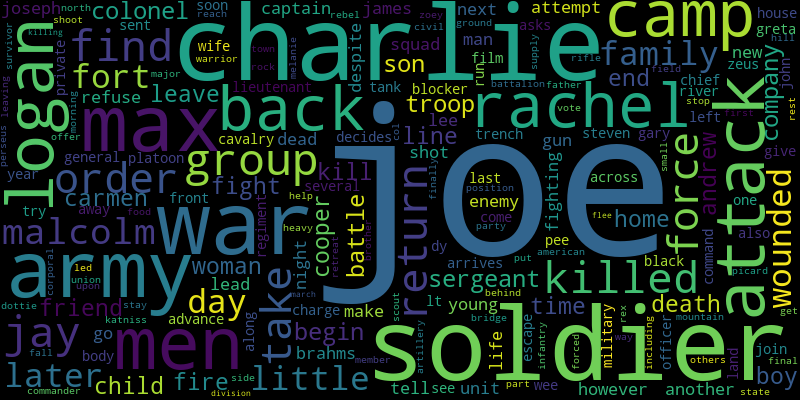 joseph
north
colonel
sent
captain
attempt
james
soon
reach
rebel
next
asks
charlie
camp
zoey
ground
civil
house
greta
hill
survivor
shoot
killing
private
find
wife
warrior
town
rock
melanie
despite
squad
man
film
run
supply
rifle
family
new
zeus
john
logan
fort
son
end
chief
river
company
major
refuse
leave
lieutenant
back
tank
blocker
troop
rachel
battalion
father
vote
field
stop
left
attack
rest
perseus
leaving
morning
offer
max
cavalry
dead
decides
lee
line
trench
steven
gary
andrew
first
give
general
platoon
group
shot
col
gun
force
small
year
order
kill
joe
return
finally
last
position
enemy
across
fighting
one
wounded
carmen
front
fight
several
help
come
party
home
flee
also
try
away
food
war
regiment
heavy
cooper
battle
dy
pee
american
black
command
malcolm
woman
night
retreat
brother
arrives
put
picard
army
led
union
upon
corporal
lead
take
march
charge
sergeant
killed
death
get
dottie
friend
stay
katniss
day
advance
along
make
scout
lt
young
behind
bridge
escape
time
military
rex
way
including
officer
mountain
land
jay
men
go
begin
soldier
artillery
life
infantry
forced
others
join
final
fall
body
brahms
member
later
commander
child
fire
side
division
little
tell
see
unit
part
wee
however
another
boy
state